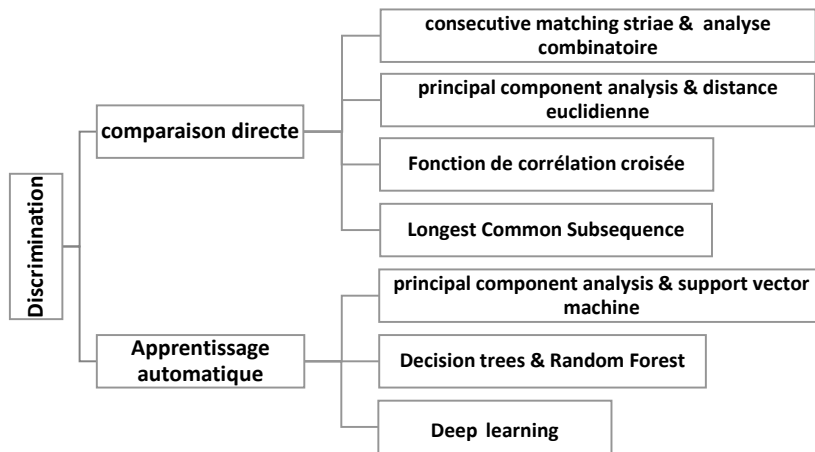 Discrimination
comparaison directe
consecutive matching striae & analyse
combinatoire
principal component analysis & distance
euclidienne
Fonction de corrélation croisée
Longest Common Subsequence
Apprentissage
automatique
principal component analysis & support vector
machine
Decision trees & Random Forest
Deep learning